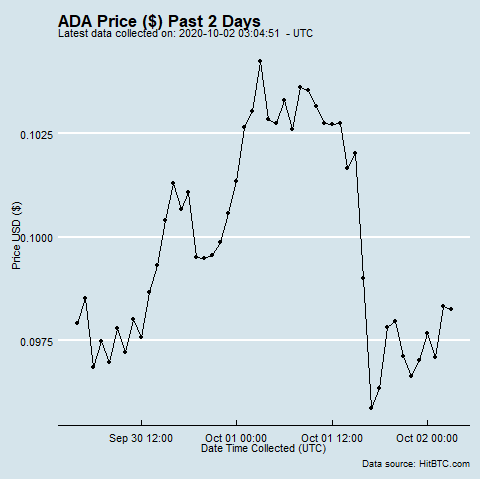 ADA Price ($) Past 2 Days
Latest data collected on: 2020-10-02 03:04:51 - UTC
Price USD ($)
0.1025
0.1000
0.0975
Sep 30 12:00
Oct 01 00:00
Oct 01 12:00
Oct 02 00:00
Date Time Collected (UTC)
Data source: HitBTC.com